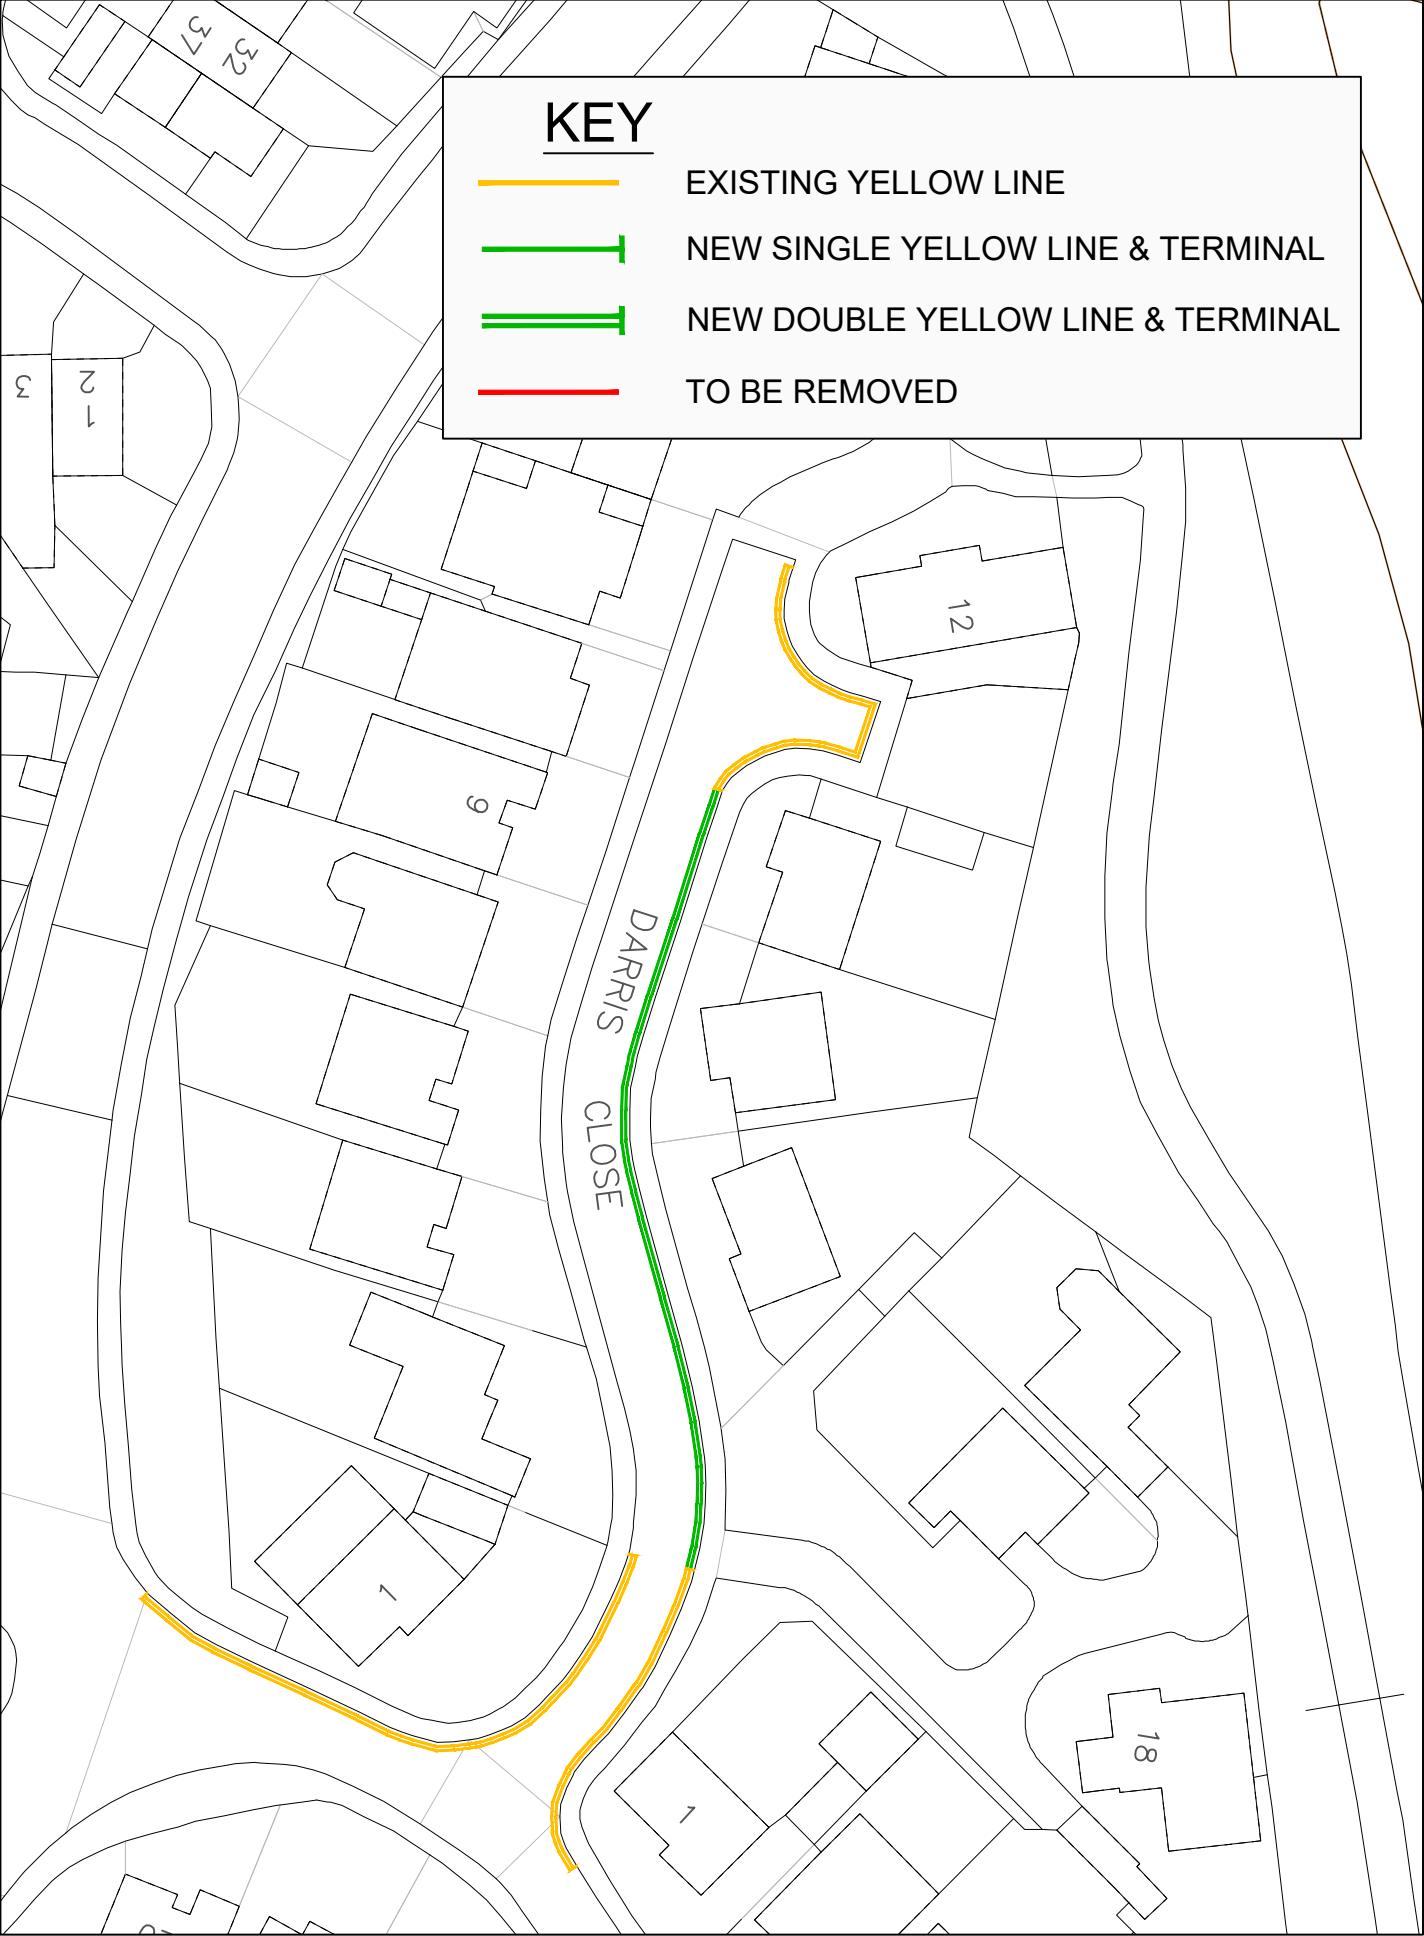 37
32
KEY
EXISTING YELLOW LINE
NEW SINGLE YELLOW LINE & TERMINAL
NEW DOUBLE YELLOW LINE & TERMINAL
TO BE REMOVED
3
2
1
12
9
DARRIS
CLOSE
1
18
1